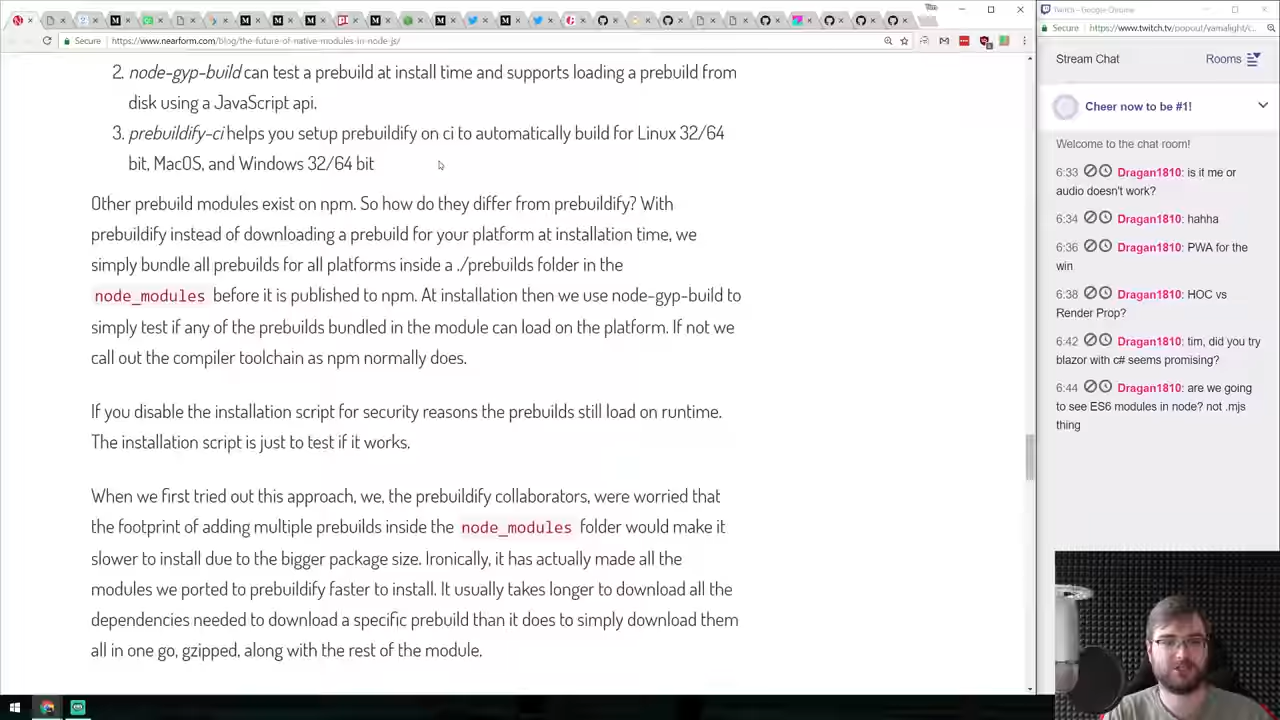 Tim
Secure
https://www.nearform.com/blog/the-future-of-native-modules-in-node-js/
2. node-gyp-build can test a prebuild at install time and supports loading a prebuild from
disk using a JavaScript api.
3. prebuildify-ci helps you setup prebuildify on ci to automatically build for Linux 32/64
bit, MacOS, and Windows 32/64 bit
Other prebuild modules exist on npm. So how do they differ from prebuildify? With
prebuildify instead of downloading a prebuild for your platform at installation time, we
simply bundle all prebuilds for all platforms inside a ./prebuilds folder in the
node_modules before it is published to npm. At installation then we use node-gyp-build to
simply test if any of the prebuilds bundled in the module can load on the platform. If not we
call out the compiler toolchain as npm normally does.
If you disable the installation script for security reasons the prebuilds still load on runtime.
The installation script is just to test if it works.
When we first tried out this approach, we, the prebuildify collaborators, were worried that
the footprint of adding multiple prebuilds inside the node_modules folder would make it
slower to install due to the bigger package size. Ironically, it has actually made all the
modules we ported to prebuildify faster to install. It usually takes longer to download all the
dependencies needed to download a specific prebuild than it does to simply download them
all in one go, gzipped, along with the rest of the module.
Twitch - Google Chrome
Secure
https://www.twitch.tv/popout/yamalight/c...
Stream Chat
Rooms
Cheer now to be #1!
Welcome to the chat room!
6:33 Dragan1810: is it me or
audio doesn't work?
6:34 Dragan1810: hahha
6:36 Dragan1810: PWA for the
win
6:38 Dragan1810: HOC vs
Render Prop?
6:42 Dragan1810: tim, did you try
blazor with c# seems promising?
6:44 Dragan1810: are we going
to see ES6 modules in node? not .mjs
thing